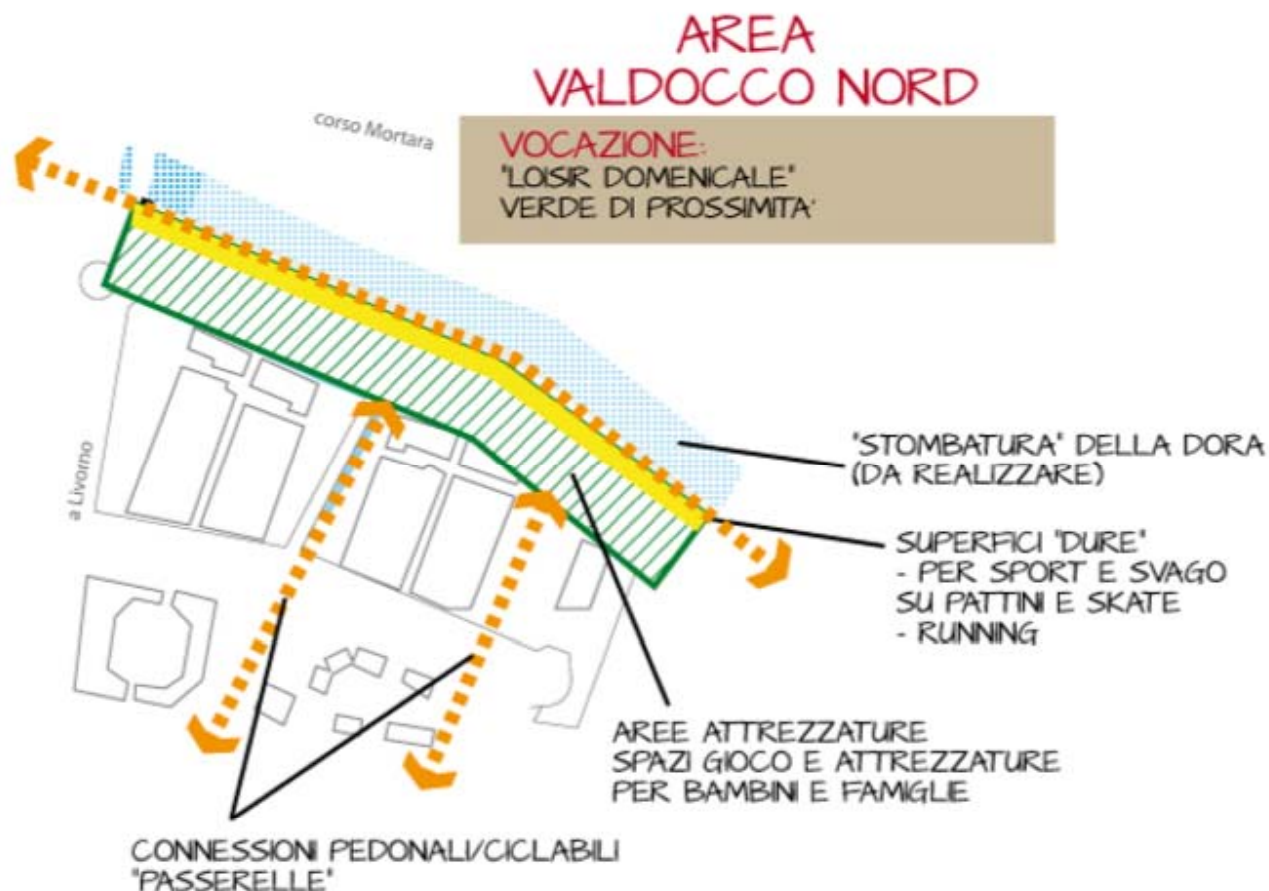 AREA
VALDOCCO NORD
corso Mortara
VOCAZIONE:
"LOISIR DOMENICALE"
VERDE DI PROSSIMITA'
a Livorno
"STOMBATURA" DELLA DORA
(DA REALIZZARE)
SUPERFICI "DURE"
- PER SPORT E SVAGO
SU PATTINI E SKATE
- RUNNING
AREE ATTREZZATURE
SPAZI GIOCO E ATTREZZATURE
PER BAMBINI E FAMIGLIE
CONNESSIONI PEDONALI/CICLABILI
"PASSERELLE"